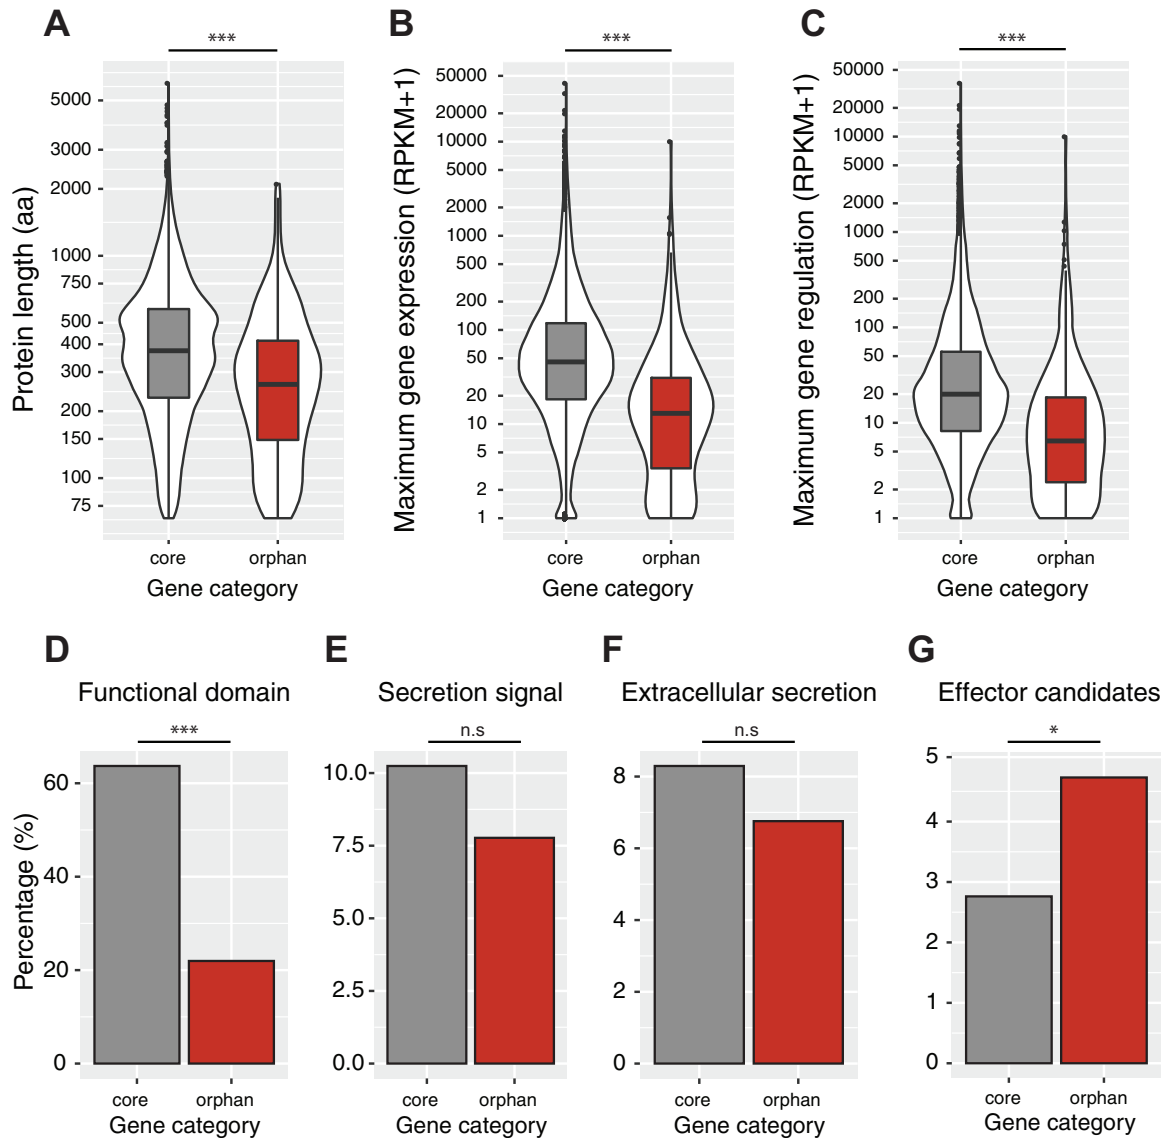 A
***
Protein length (aa)
5000
3000
2000
1000
750
500
400
300
200
150
100
75
core
orphan
Gene category
B
***
Maximum gene expression (RPKM+1)
50000
20000
10000
5000
2000
1000
500
200
100
50
20
10
5
2
1
core
orphan
Gene category
C
***
Maximum gene regulation (RPKM+1)
50000
20000
10000
5000
2000
1000
500
200
100
50
20
10
5
2
1
core
orphan
Gene category
D
Functional domain
***
Percentage (%)
60
40
20
0
core
orphan
Gene category
E
Secretion signal
n.s
10.0
7.5
5.0
2.5
0.0
core
orphan
Gene category
F
Extracellular secretion
n.s
8
6
4
2
0
core
orphan
Gene category
G
Effector candidates
*
5
4
3
2
1
0
core
orphan
Gene category